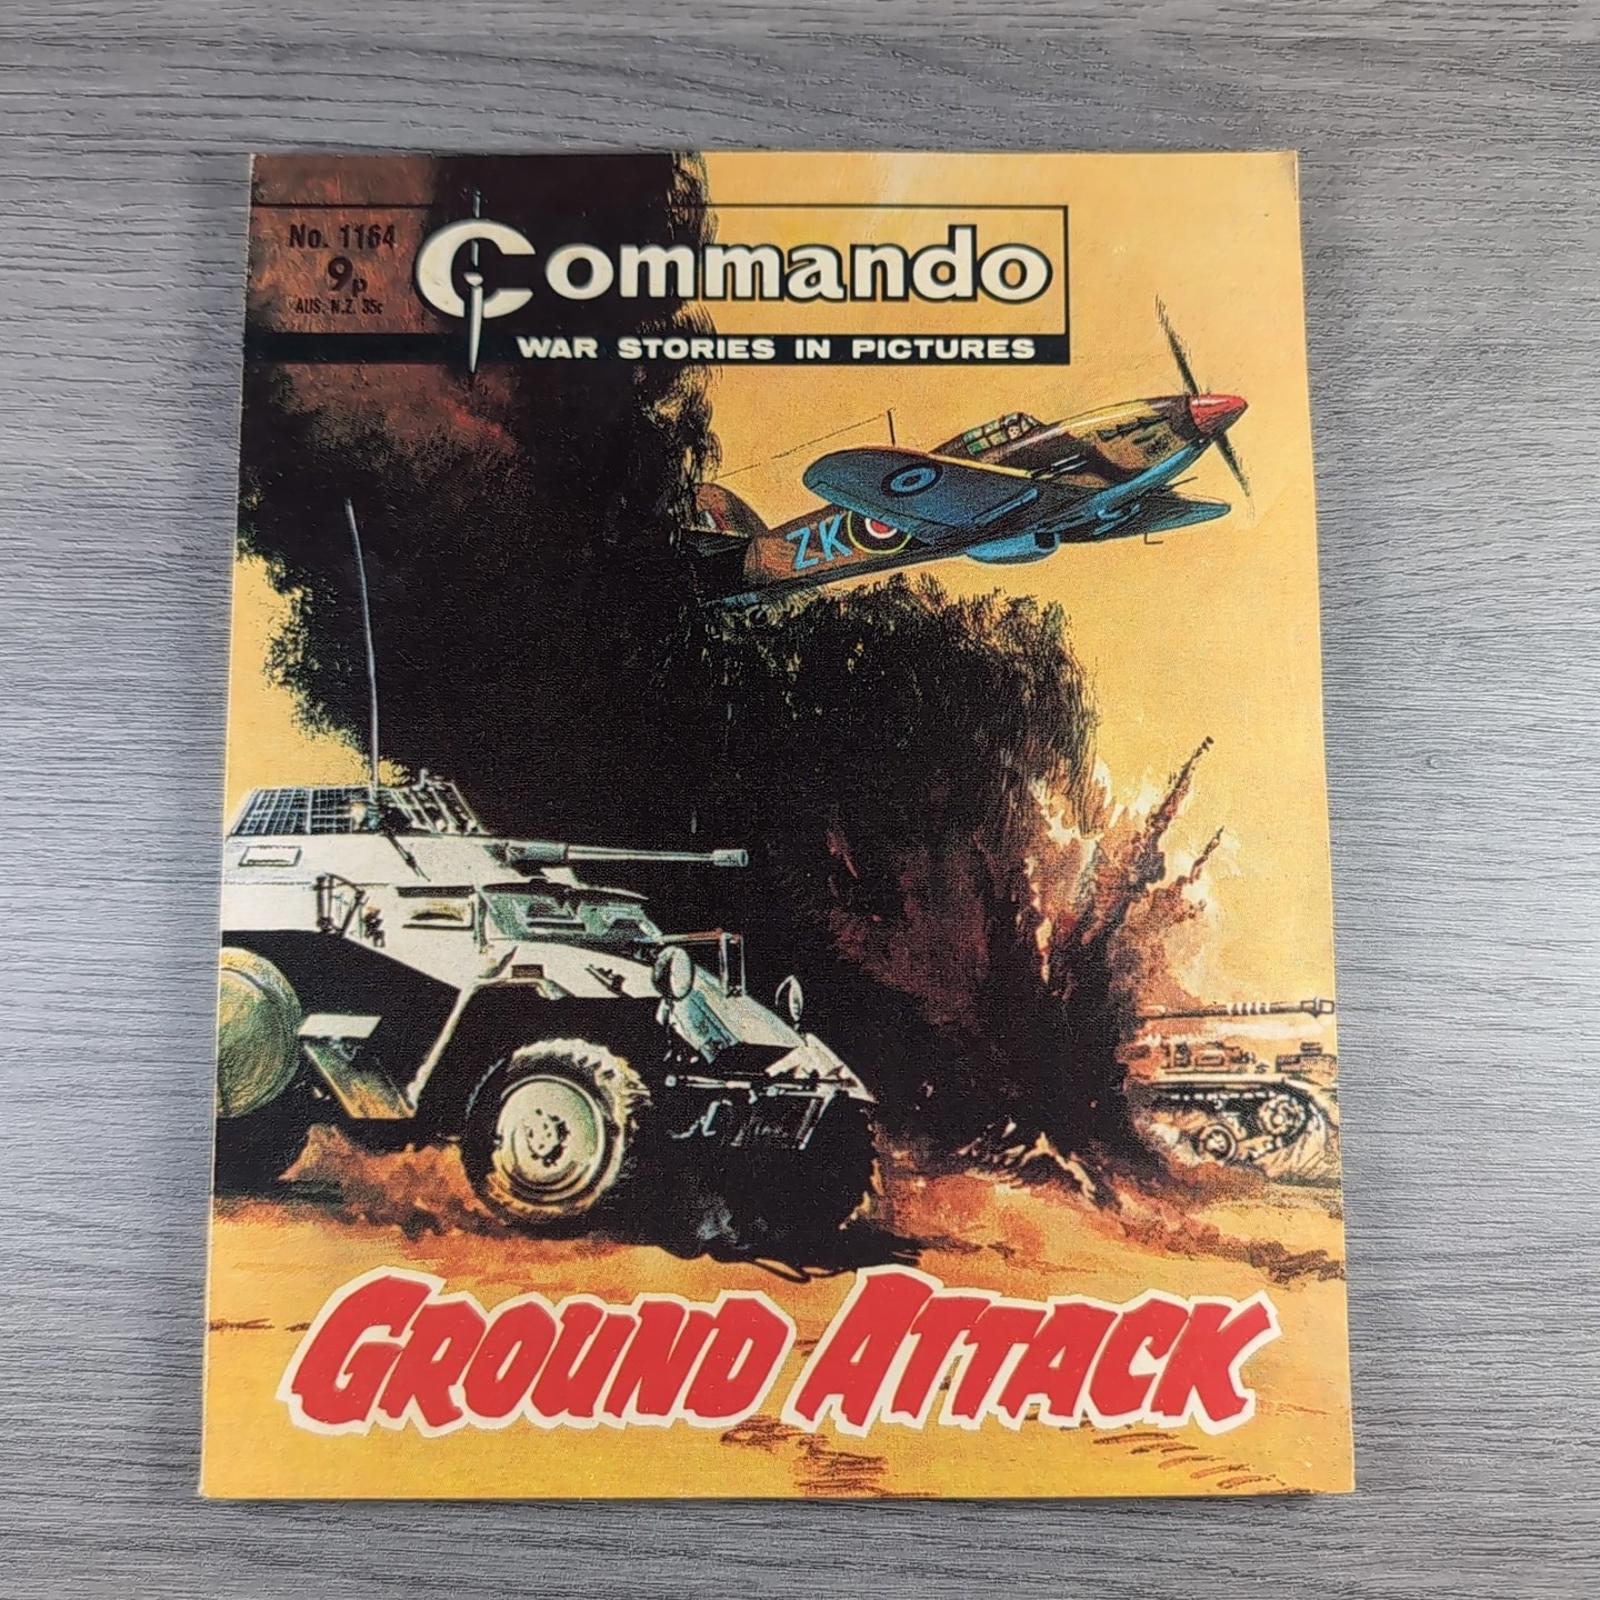 No. 1164
9p
AUS. N.Z. 35c
Commando
WAR STORIES IN PICTURES
ZK
GROUND ATTACK